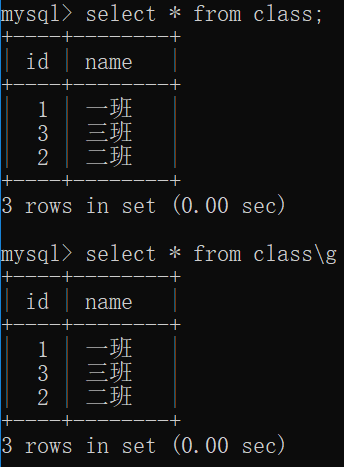 mysql> select * from class;
+----+--------+
| id | name   |
+----+--------+
|  1 | 一班   |
|  3 | 三班   |
|  2 | 二班   |
+----+--------+
3 rows in set (0.00 sec)
mysql> select * from class\g
+----+--------+
| id | name   |
+----+--------+
|  1 | 一班   |
|  3 | 三班   |
|  2 | 二班   |
+----+--------+
3 rows in set (0.00 sec)